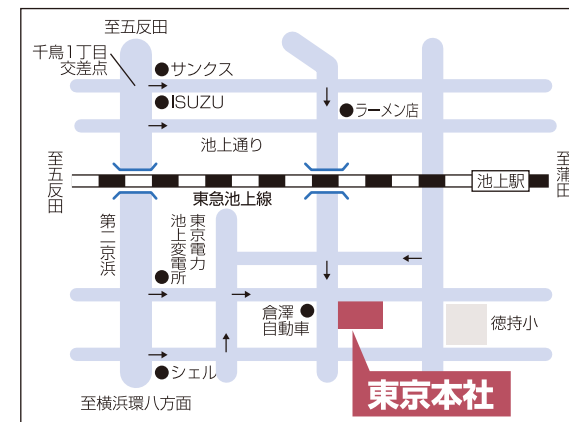 至五反田
千鳥1丁目
交差点
サンクス
ISUZU
ラーメン店
池上通り
至五反田
池上駅
至蒲田
東急池上線
第二京浜
東京電力
池上変電所
倉澤
自動車
徳持小
シェル
東京本社
至横浜環八方面